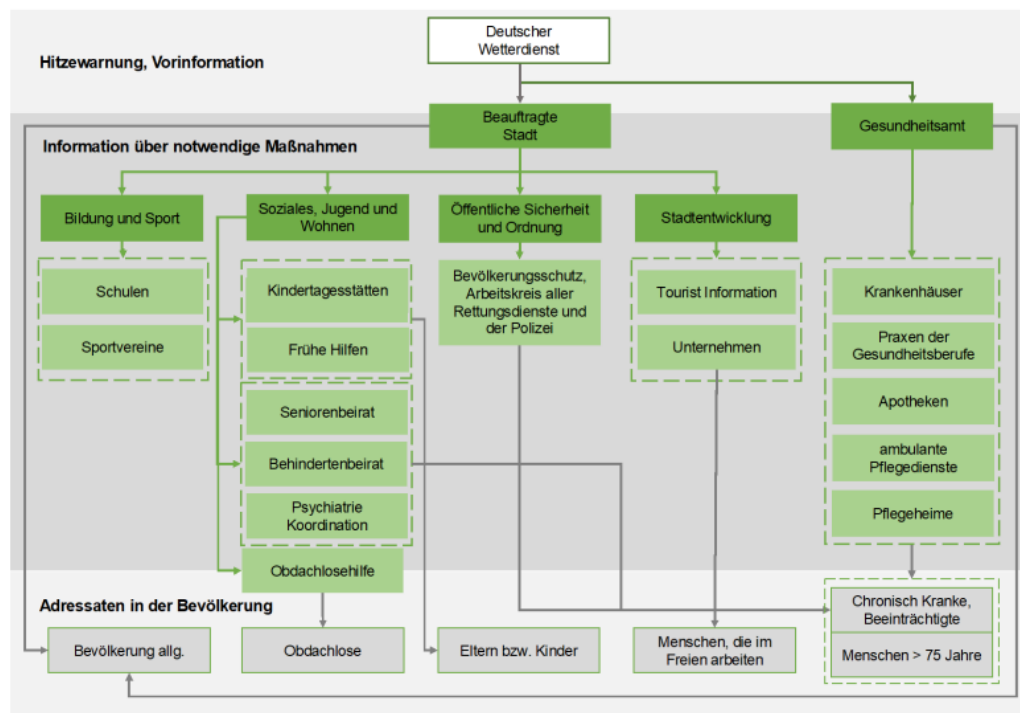 Deutscher
Wetterdienst
Hitzewarnung, Vorinformation
Beauftragte
Stadt
Gesundheitsamt
Information über notwendige Maßnahmen
Bildung und Sport
Soziales, Jugend und
Wohnen
Öffentliche Sicherheit
und Ordnung
Stadtentwicklung
Schulen
Sportvereine
Kindertagesstätten
Frühe Hilfen
Seniorenbeirat
Behindertenbeirat
Psychiatrie
Koordination
Obdachlosehilfe
Bevölkerungsschutz,
Arbeitskreis aller
Rettungsdienste und
der Polizei
Tourist Information
Unternehmen
Krankenhäuser
Praxen der
Gesundheitsberufe
Apotheken
ambulante
Pflegedienste
Pflegeheime
Adressaten in der Bevölkerung
Bevölkerung allg.
Obdachlose
Eltern bzw. Kinder
Menschen, die im
Freien arbeiten
Chronisch Kranke,
Beeinträchtigte
Menschen > 75 Jahre